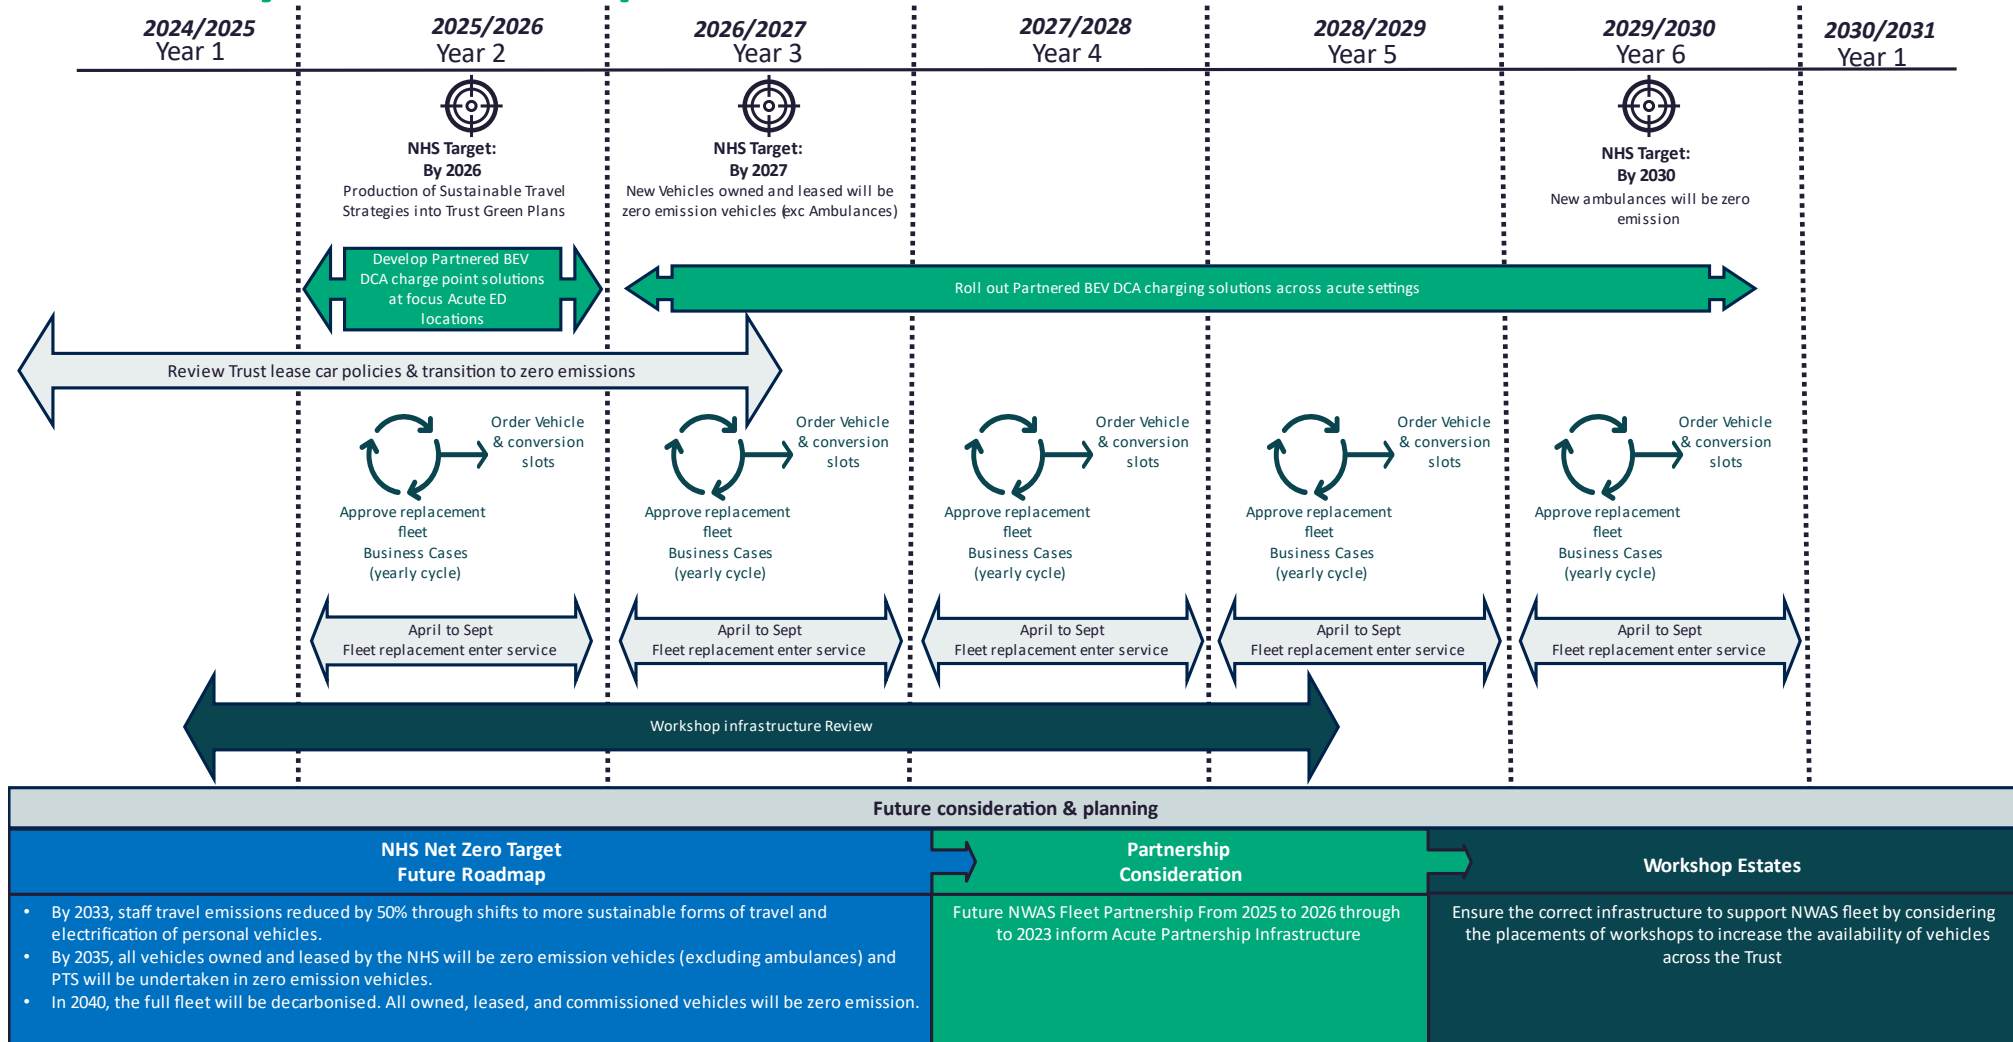 2024/2025
Year 1
2025/2026
Year 2
2026/2027
Year 3
2027/2028
Year 4
2028/2029
Year 5
2029/2030
Year 6
2030/2031
Year 1
NHS Target:
By 2026
Production of Sustainable Travel
Strategies into Trust Green Plans
NHS Target:
By 2027
New Vehicles owned and leased will be
zero emission vehicles (exc Ambulances)
NHS Target:
By 2030
New ambulances will be zero
emission
Develop Partnered BEV
DCA charge point solutions
at focus Acute ED
locations
Roll out Partnered BEV DCA charging solutions across acute settings
Review Trust lease car policies & transition to zero emissions
Order Vehicle
& conversion
slots
Approve replacement
fleet
Business Cases
(yearly cycle)
Order Vehicle
& conversion
slots
Approve replacement
fleet
Business Cases
(yearly cycle)
Order Vehicle
& conversion
slots
Approve replacement
fleet
Business Cases
(yearly cycle)
Order Vehicle
& conversion
slots
Approve replacement
fleet
Business Cases
(yearly cycle)
Order Vehicle
& conversion
slots
Approve replacement
fleet
Business Cases
(yearly cycle)
April to Sept
Fleet replacement enter service
April to Sept
Fleet replacement enter service
April to Sept
Fleet replacement enter service
April to Sept
Fleet replacement enter service
April to Sept
Fleet replacement enter service
Workshop infrastructure Review
Future consideration & planning
NHS Net Zero Target
Future Roadmap
• By 2033, staff travel emissions reduced by 50% through shifts to more sustainable forms of travel and
electrification of personal vehicles.
• By 2035, all vehicles owned and leased by the NHS will be zero emission vehicles (excluding ambulances) and
PTS will be undertaken in zero emission vehicles.
• In 2040, the full fleet will be decarbonised. All owned, leased, and commissioned vehicles will be zero emission.
Partnership
Consideration
Future NWAS Fleet Partnership From 2025 to 2026 through
to 2023 inform Acute Partnership Infrastructure
Workshop Estates
Ensure the correct infrastructure to support NWAS fleet by considering
the placements of workshops to increase the availability of vehicles
across the Trust